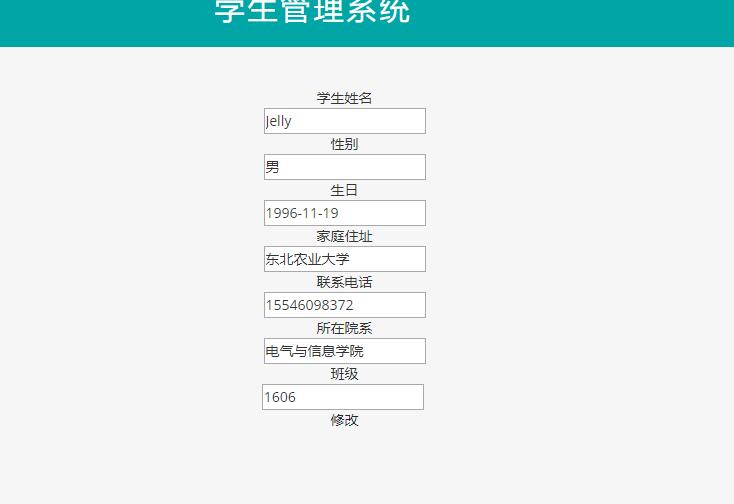 学生管理系统
学生姓名
Jelly
性别
男
生日
1996-11-19
家庭住址
东北农业大学
联系电话
15546098372
所在院系
电气与信息学院
班级
1606
修改